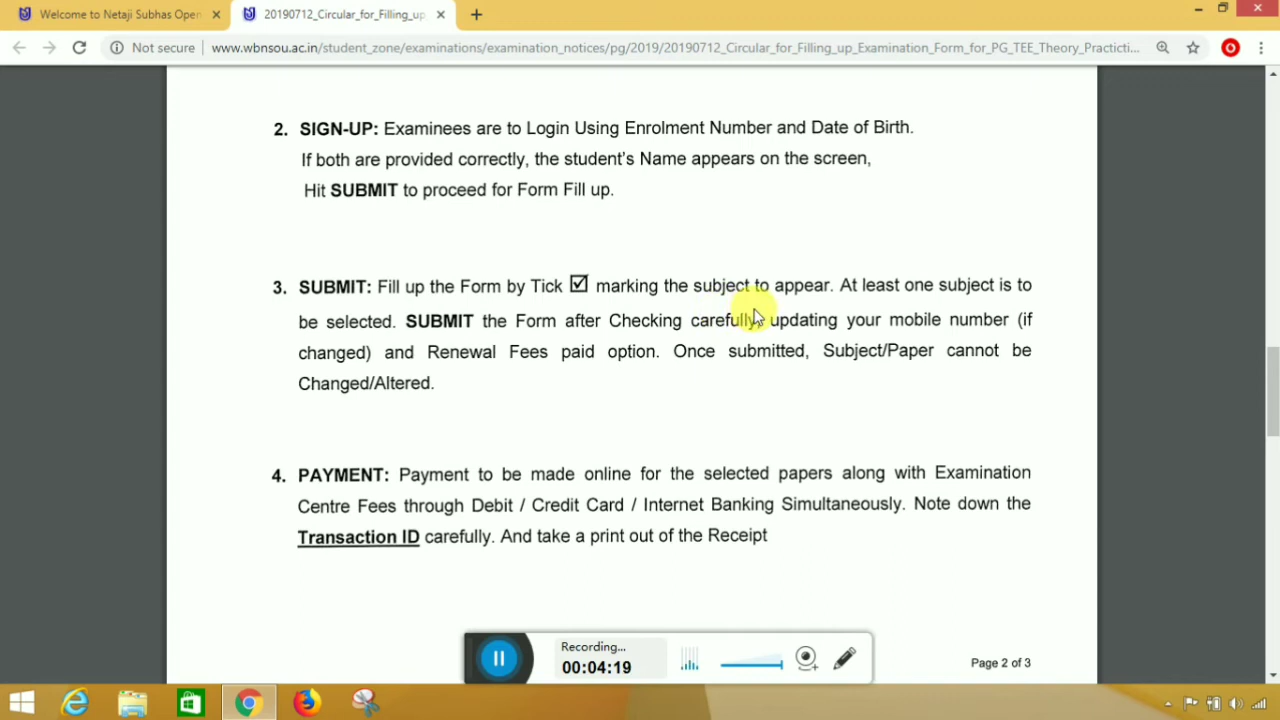 Welcome to Netaji Subhas Open
20190712_Circular_for_Filling_up
Not secure
www.wbnsou.ac.in/student_zone/examinations/examination_notices/pg/2019/20190712_Circular_for_Filling_up_Examination_Form_for_PG_TEE_Theory_Practicti...
2. SIGN-UP: Examinees are to Login Using Enrolment Number and Date of Birth.
If both are provided correctly, the student's Name appears on the screen,
Hit SUBMIT to proceed for Form Fill up.
3. SUBMIT: Fill up the Form by Tick ☑ marking the subject to appear. At least one subject is to
be selected. SUBMIT the Form after Checking carefully, updating your mobile number (if
changed) and Renewal Fees paid option. Once submitted, Subject/Paper cannot be
Changed/Altered.
4. PAYMENT: Payment to be made online for the selected papers along with Examination
Centre Fees through Debit / Credit Card / Internet Banking Simultaneously. Note down the
Transaction ID carefully. And take a print out of the Receipt
Recording...
00:04:19
Page 2 of 3